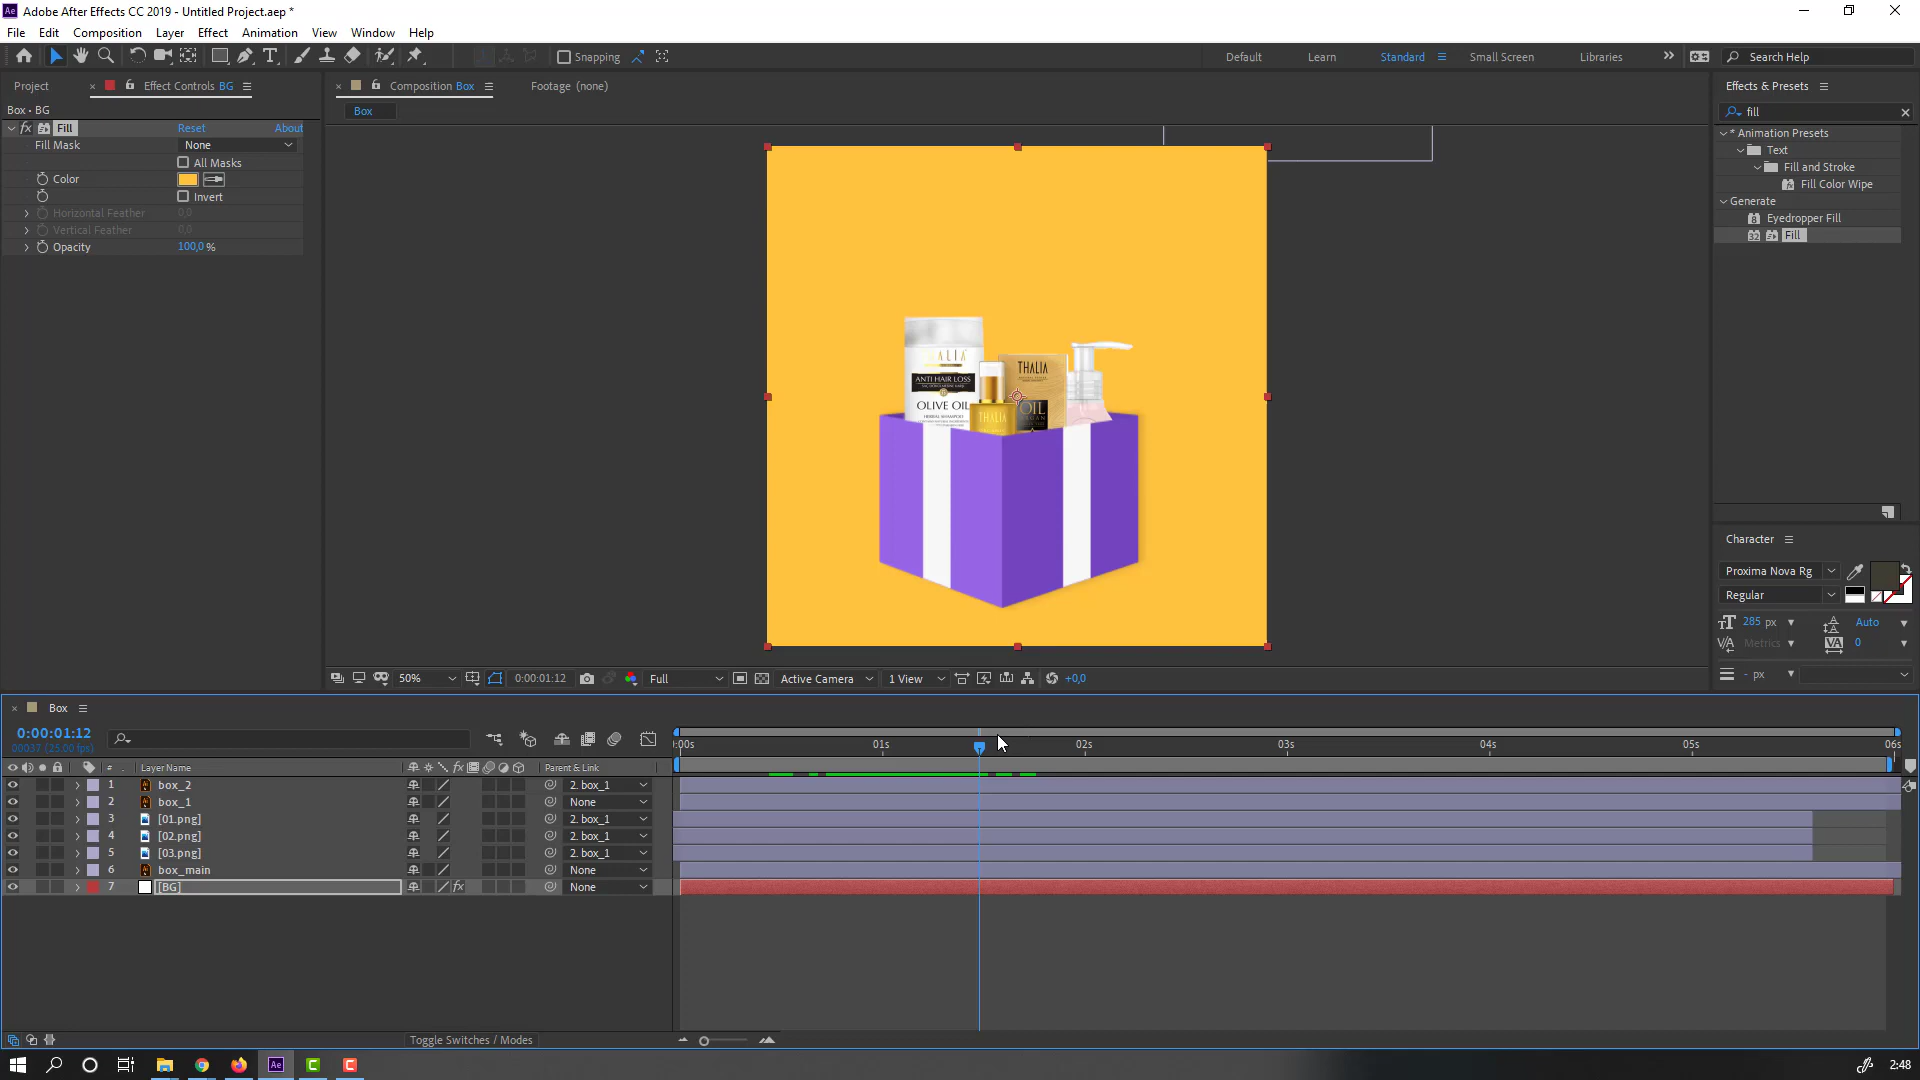 Adobe After Effects CC 2019 - Untitled Project.aep *
File Edit Composition Layer Effect Animation View Window Help
Snapping
Default Learn Standard Small Screen Libraries Search Help
Project Effect Controls BG
Box • BG
fx Fill Reset About
Fill Mask None
All Masks
Color
Invert
Horizontal Feather 0,0
Vertical Feather 0,0
Opacity 100,0 %
Composition Box Footage (none)
Box
ANTI HAIR LOSS
OLIVE OIL
THALIA
THALIA
OIL
50% 0:00:01:12 Full Active Camera 1 View +0,0
Effects & Presets
fill
* Animation Presets
Text
Fill and Stroke
Fill Color Wipe
Generate
Eyedropper Fill
Fill
Character
Proxima Nova Rg
Regular
285 px Auto
Metrics 0
- px
Box
0:00:01:12
00037 (25.00 fps)
:00s 01s 02s 03s 04s 05s 06s
# Layer Name Parent & Link
1 box_2 2. box_1
2 box_1 None
3 [01.png] 2. box_1
4 [02.png] 2. box_1
5 [03.png] 2. box_1
6 box_main None
7 [BG] fx None
Toggle Switches / Modes
2:48